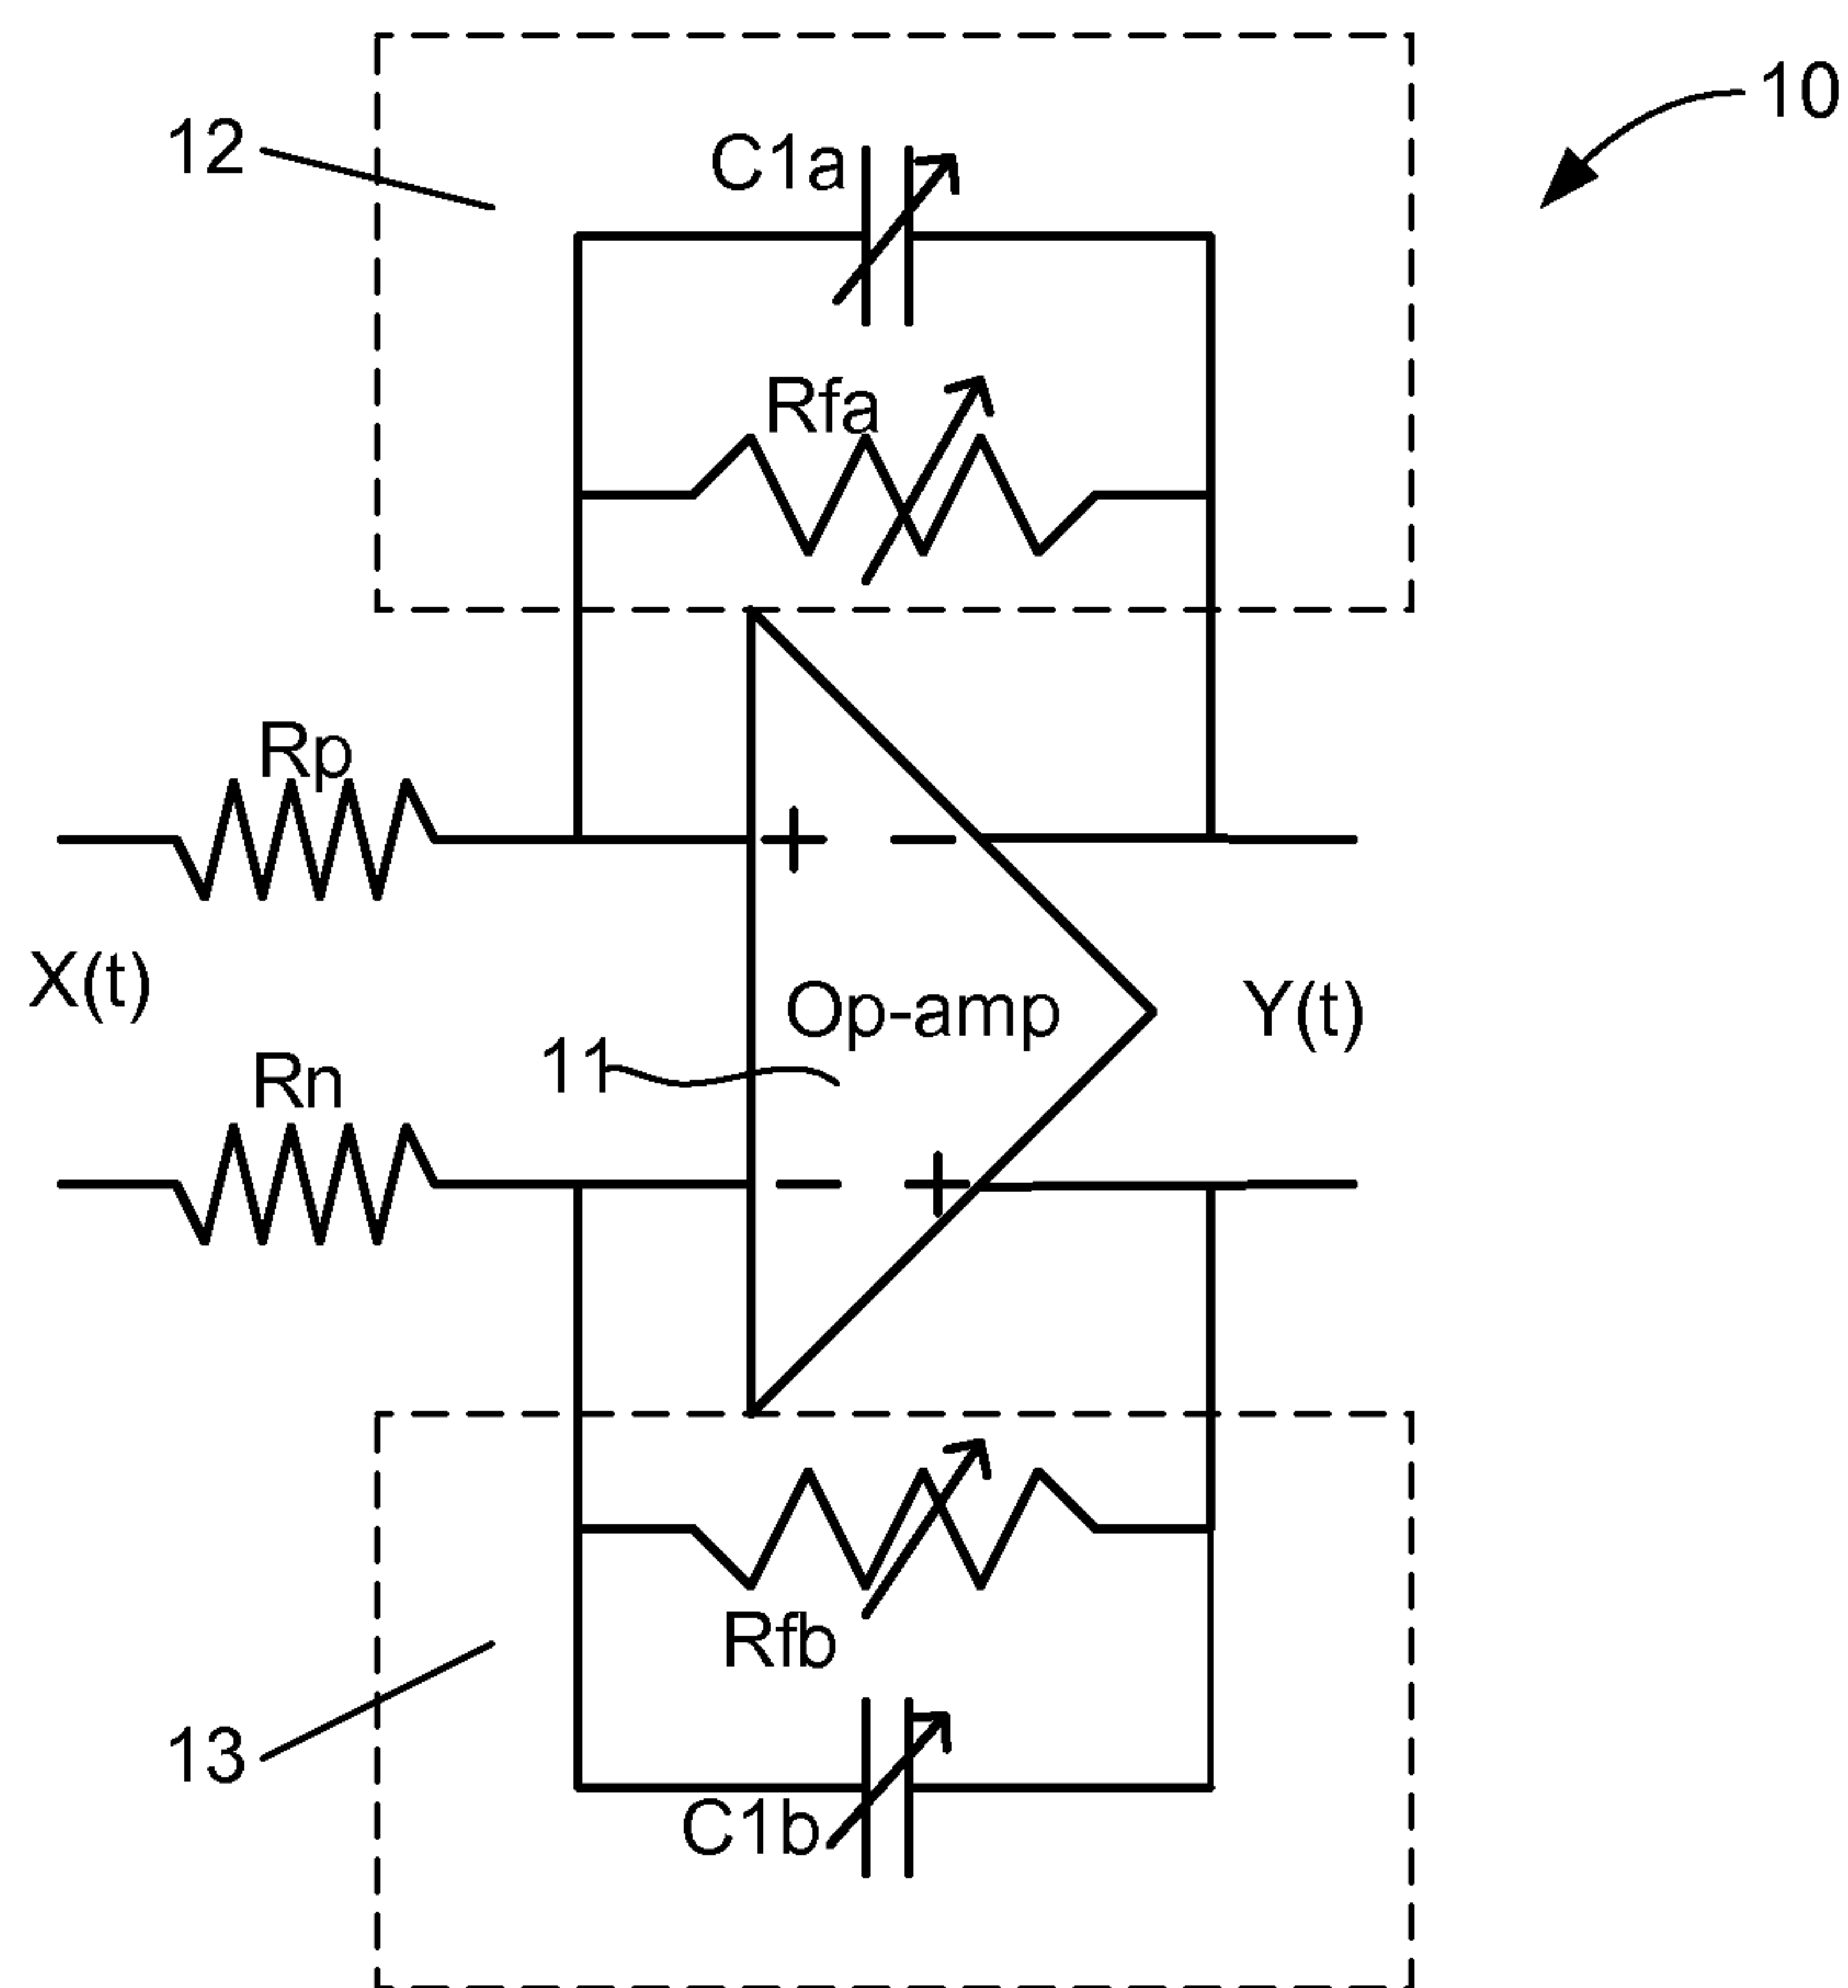 10
12
C1a
Rfa
Rp
+ −
X(t)
Op-amp
Y(t)
11
Rn
− +
Rfb
13
C1b